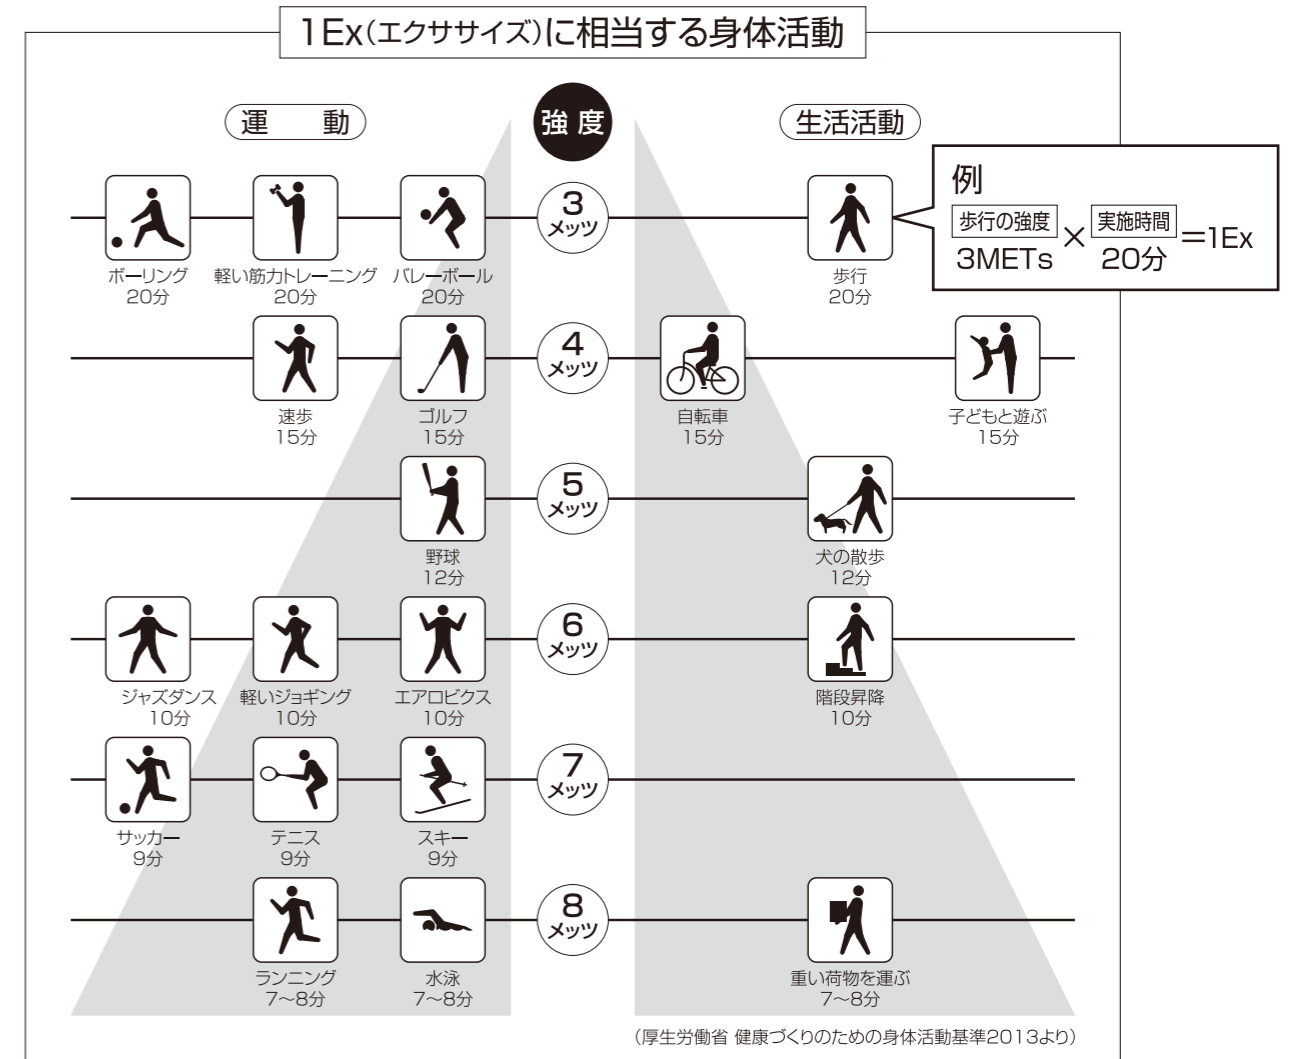 1Ex(エクササイズ)に相当する身体活動
運 動
強 度
生活活動
例
歩行の強度
×
実施時間
=1Ex
3METs
20分
3
メッツ
ボーリング
20分
軽い筋力トレーニング
20分
バレーボール
20分
歩行
20分
4
メッツ
速歩
15分
ゴルフ
15分
自転車
15分
子どもと遊ぶ
15分
5
メッツ
野球
12分
犬の散歩
12分
6
メッツ
ジャズダンス
10分
軽いジョギング
10分
エアロビクス
10分
階段昇降
10分
7
メッツ
サッカー
9分
テニス
9分
スキー
9分
8
メッツ
ランニング
7〜8分
水泳
7〜8分
重い荷物を運ぶ
7〜8分
(厚生労働省 健康づくりのための身体活動基準2013より)